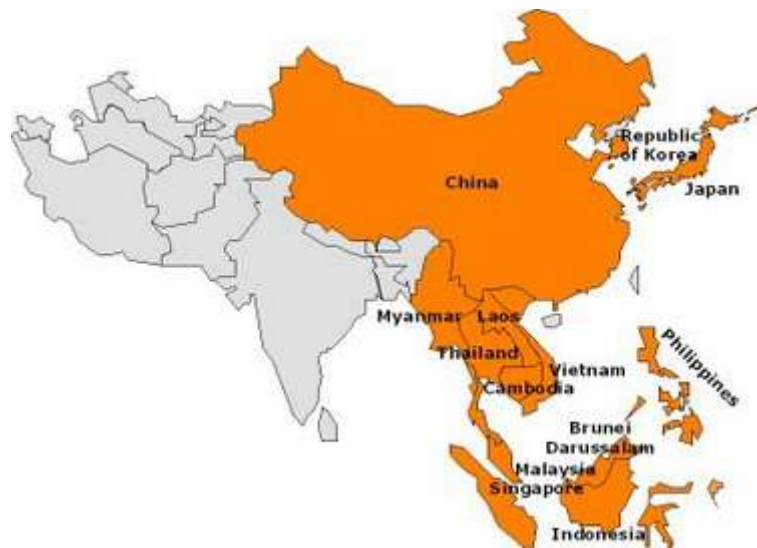 Republic
of Korea
China
Japan
Myanmar
Laos
Philippines
Thailand
Vietnam
Cambodia
Brunei
Darussalam
Malaysia
Singapore
Indonesia